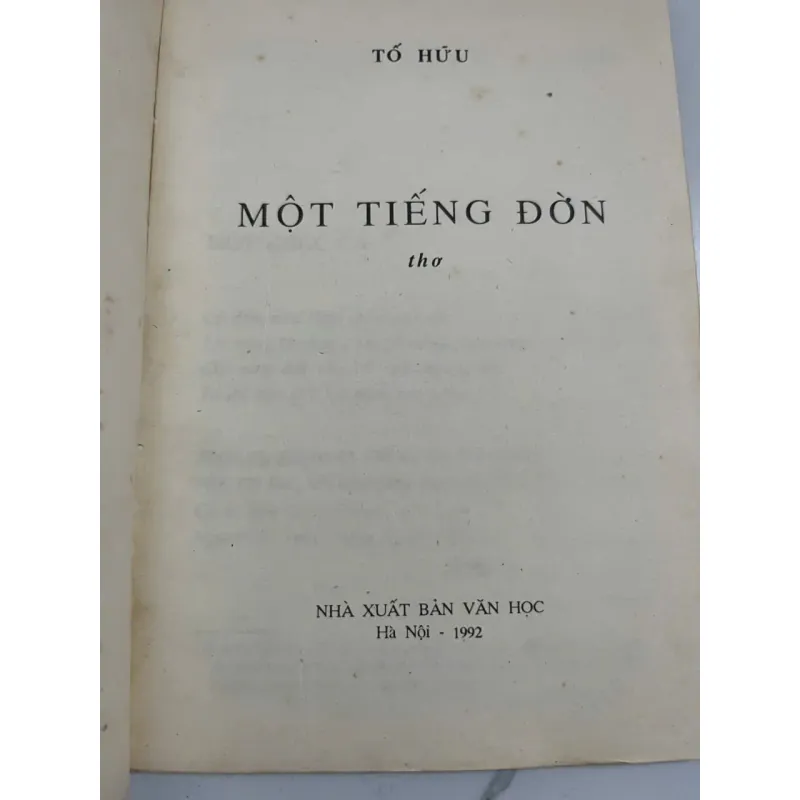 TỐ HỮU
MỘT TIẾNG ĐỜN
thơ
NHÀ XUẤT BẢN VĂN HỌC
Hà Nội - 1992